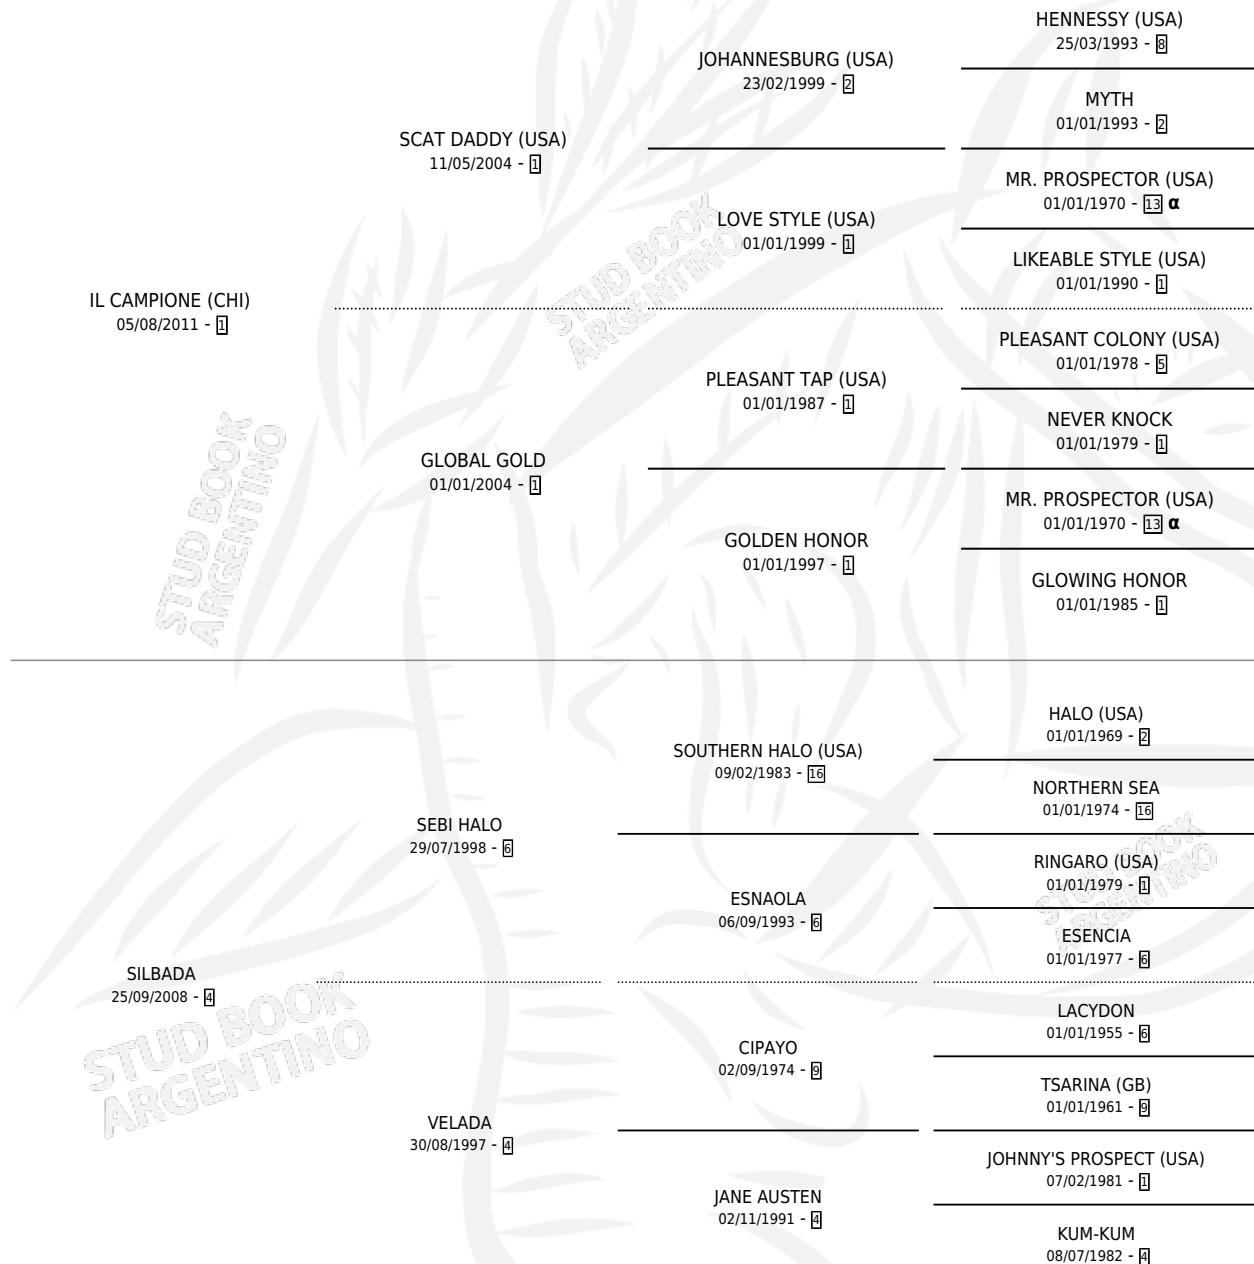 HENNESSY (USA)
25/03/1993 - 8
JOHANNESBURG (USA)
23/02/1999 - 2
MYTH
01/01/1993 - 2
SCAT DADDY (USA)
11/05/2004 - 1
MR. PROSPECTOR (USA)
01/01/1970 - 13 α
LOVE STYLE (USA)
01/01/1999 - 1
LIKEABLE STYLE (USA)
01/01/1990 - 1
IL CAMPIONE (CHI)
05/08/2011 - 1
PLEASANT COLONY (USA)
01/01/1978 - 5
PLEASANT TAP (USA)
01/01/1987 - 1
NEVER KNOCK
01/01/1979 - 1
GLOBAL GOLD
01/01/2004 - 1
MR. PROSPECTOR (USA)
01/01/1970 - 13 α
GOLDEN HONOR
01/01/1997 - 1
GLOWING HONOR
01/01/1985 - 1
STUD BOOK
ARGENTINO
STUD BOOK
ARGENTINO
HALO (USA)
01/01/1969 - 2
SOUTHERN HALO (USA)
09/02/1983 - 16
NORTHERN SEA
01/01/1974 - 16
SEBI HALO
29/07/1998 - 6
RINGARO (USA)
01/01/1979 - 1
ESNAOLA
06/09/1993 - 6
ESENCIA
01/01/1977 - 6
SILBADA
25/09/2008 - 4
LACYDON
01/01/1955 - 6
CIPAYO
02/09/1974 - 9
TSARINA (GB)
01/01/1961 - 9
VELADA
30/08/1997 - 4
JOHNNY'S PROSPECT (USA)
07/02/1981 - 1
JANE AUSTEN
02/11/1991 - 4
KUM-KUM
08/07/1982 - 4
STUD BOOK
ARGENTINO
STUD BOOK
ARGENTINO